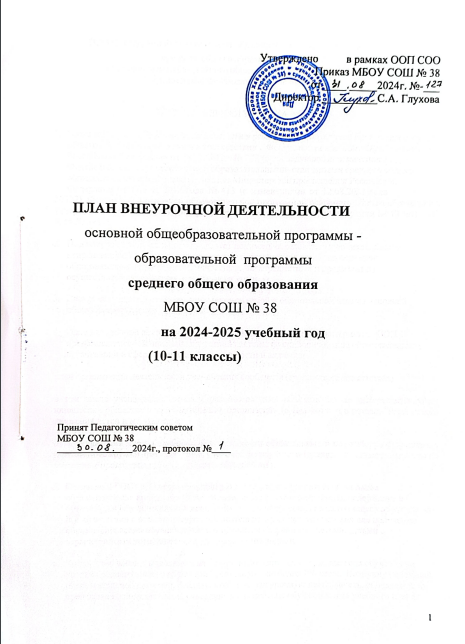 Утверждено в рамках ООП СОО
Приказ МБОУ СОШ № 38
от 31.08 2024г. №-127
Директор С.А. Глухова
ПЛАН ВНЕУРОЧНОЙ ДЕЯТЕЛЬНОСТИ
основной общеобразовательной программы -
образовательной программы
среднего общего образования
МБОУ СОШ № 38
на 2024-2025 учебный год
(10-11 классы)
Принят Педагогическим советом
МБОУ СОШ № 38
30.08. 2024г., протокол № 1
1